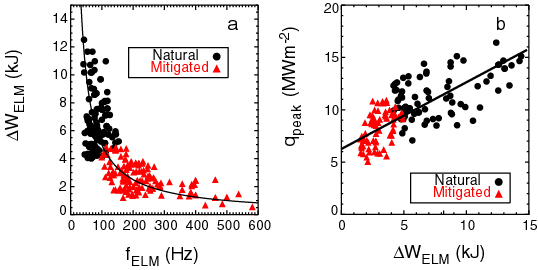 a
Natural
Mitigated
ΔW_ELM (kJ)
14
12
10
8
6
4
2
0
0 100 200 300 400 500 600
f_ELM (Hz)
b
q_peak (MWm^-2)
20
15
10
5
0
Natural
Mitigated
0 5 10 15
ΔW_ELM (kJ)